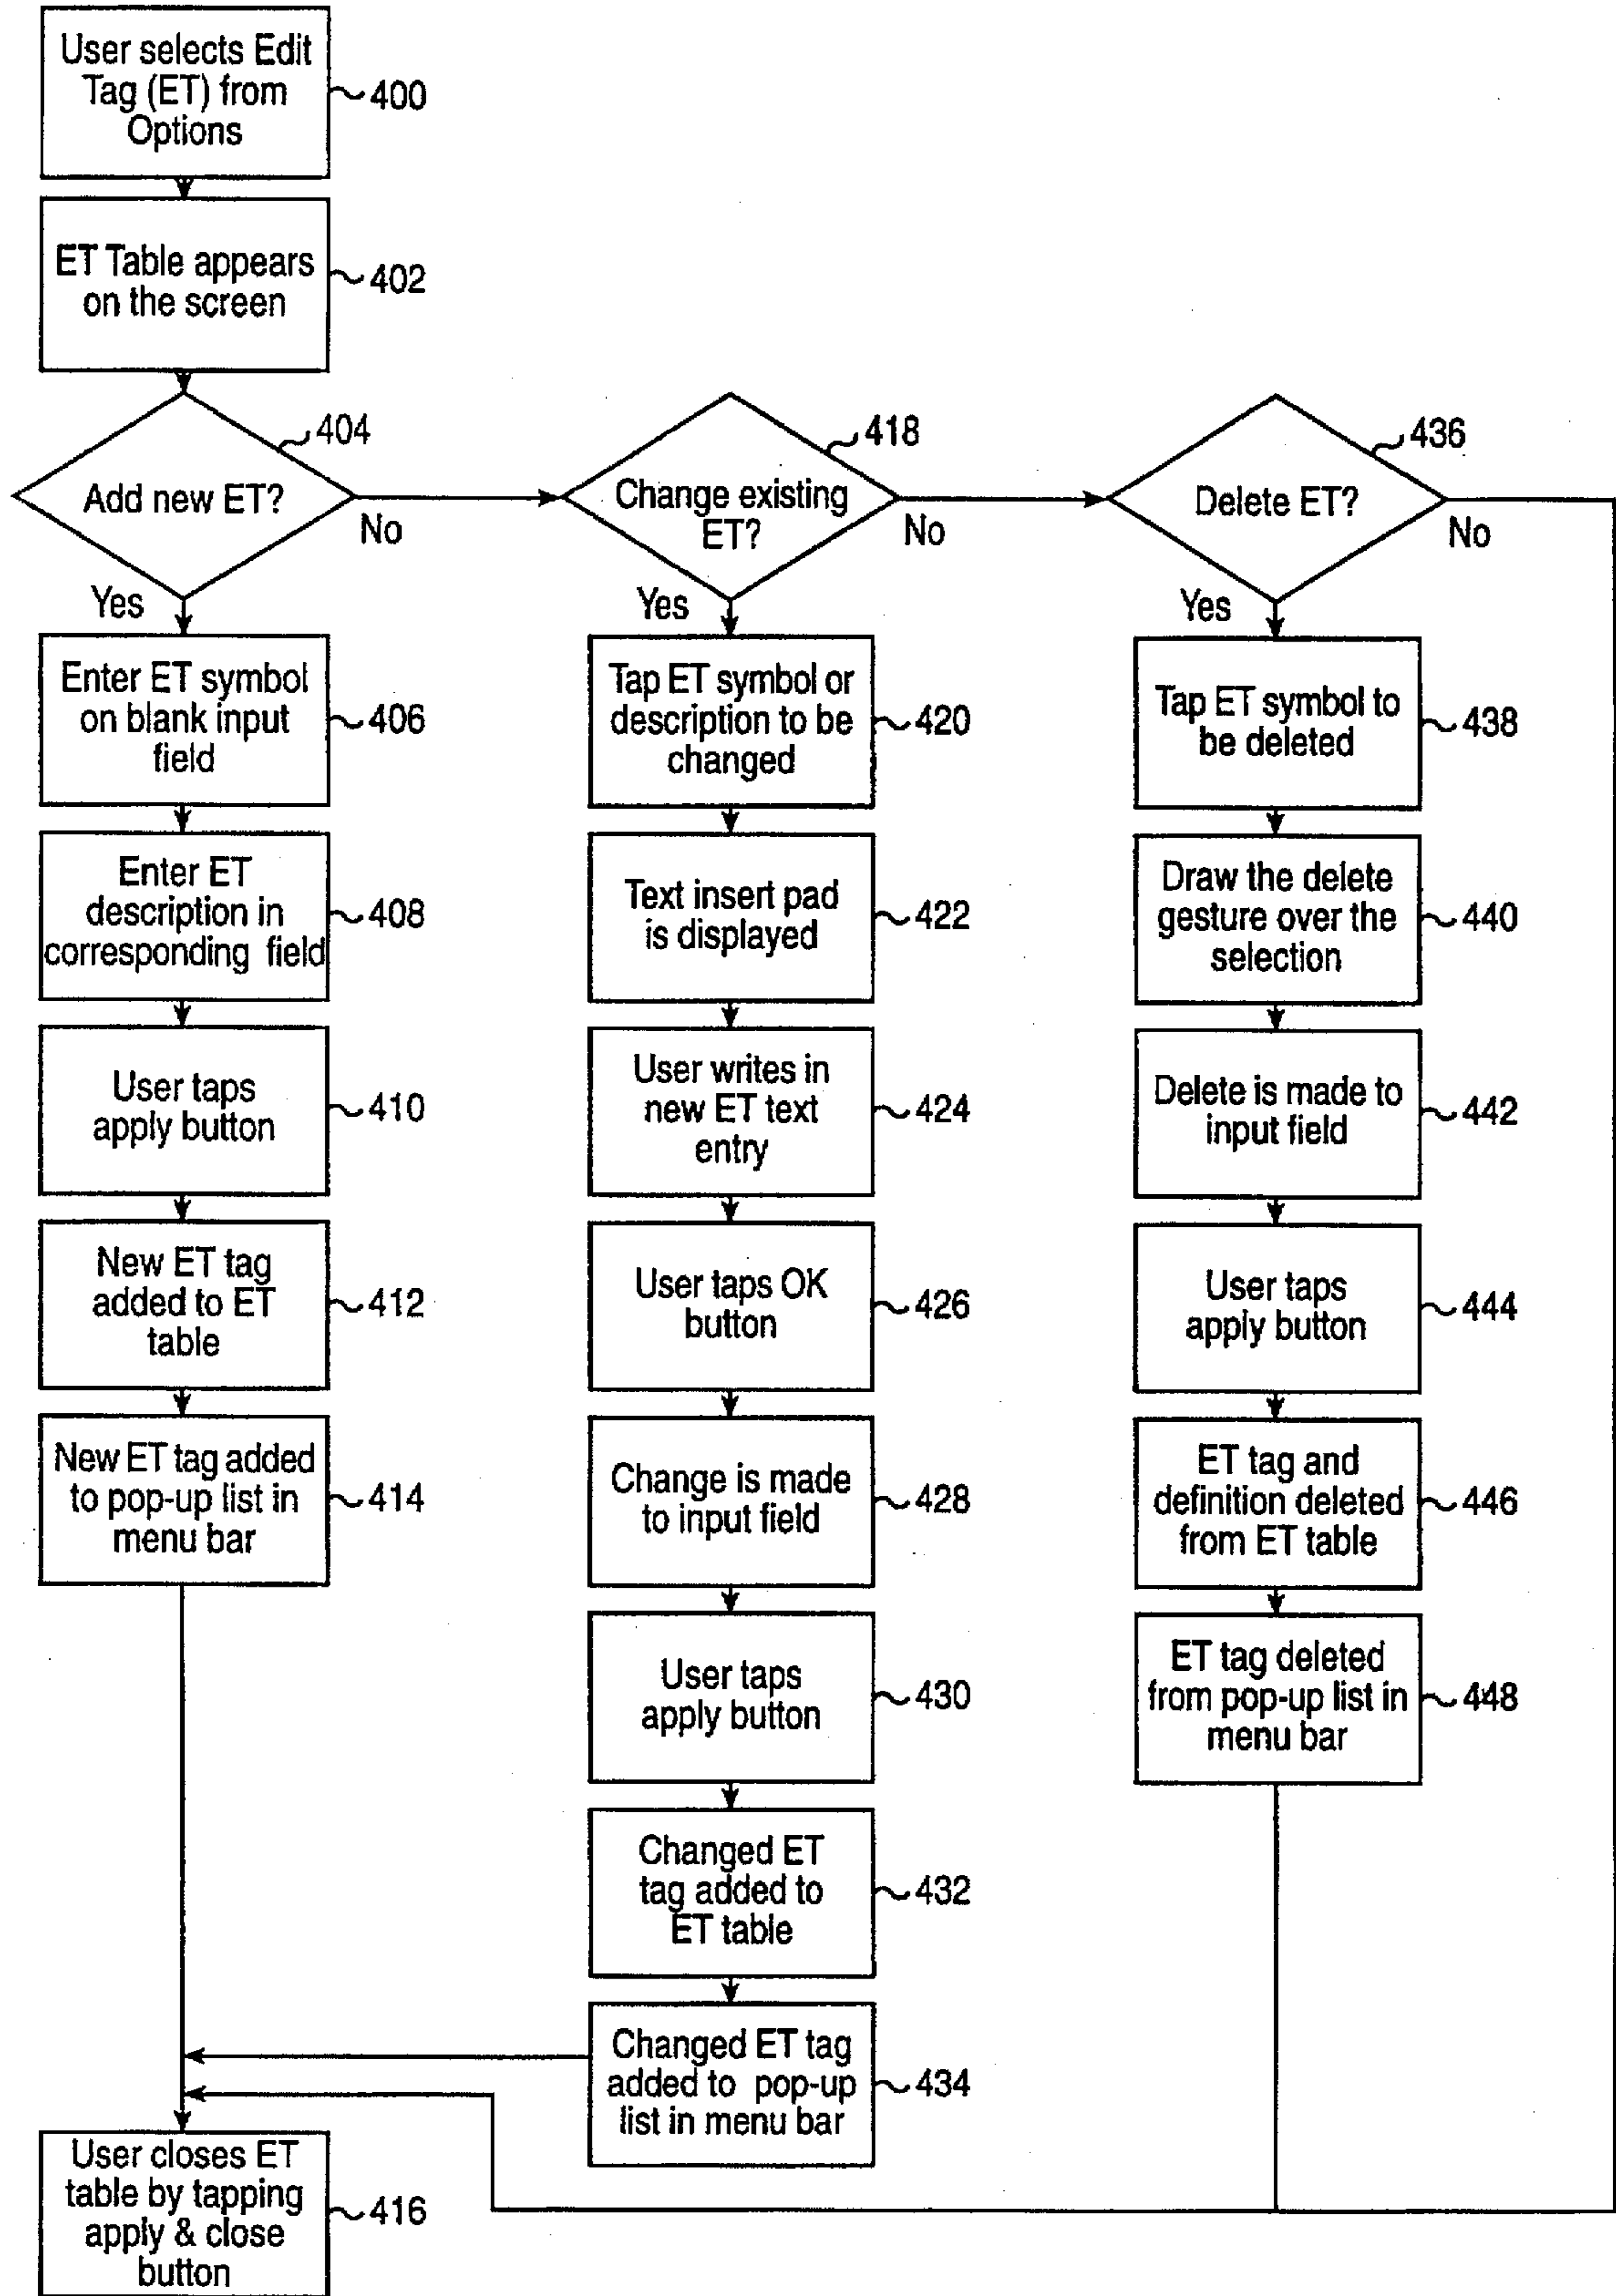 User selects Edit
Tag (ET) from
Options
400
ET Table appears
on the screen
402
Add new ET?
404
No
Yes
Enter ET symbol
on blank input
field
406
Enter ET
description in
corresponding field
408
User taps
apply button
410
New ET tag
added to ET
table
412
New ET tag added
to pop-up list in
menu bar
414
User closes ET
table by tapping
apply & close
button
416
Change existing
ET?
418
No
Yes
Tap ET symbol or
description to be
changed
420
Text insert pad
is displayed
422
User writes in
new ET text
entry
424
User taps OK
button
426
Change is made
to input field
428
User taps
apply button
430
Changed ET
tag added to
ET table
432
Changed ET tag
added to pop-up
list in menu bar
434
Delete ET?
436
No
Yes
Tap ET symbol to
be deleted
438
Draw the delete
gesture over the
selection
440
Delete is made to
input field
442
User taps
apply button
444
ET tag and
definition deleted
from ET table
446
ET tag deleted
from pop-up list in
menu bar
448